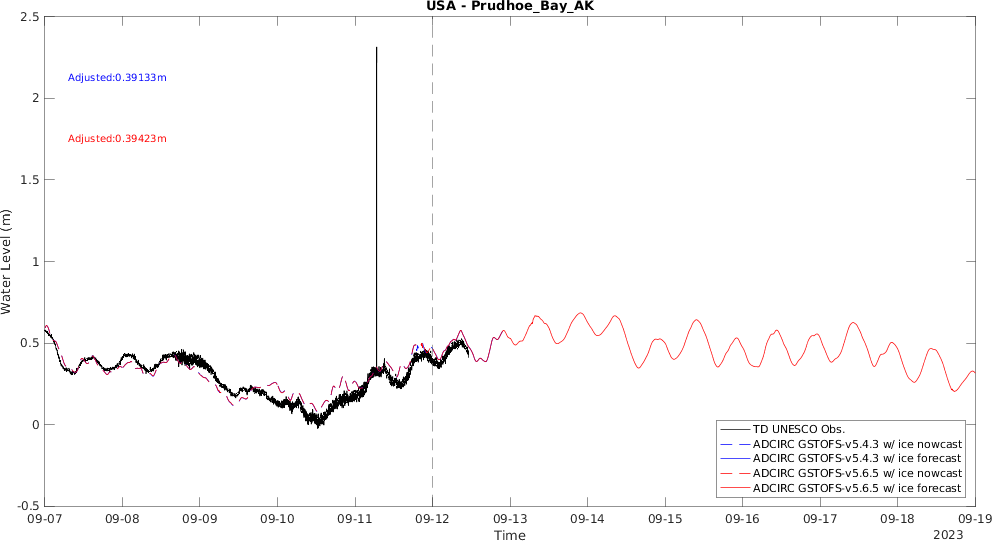 USA - Prudhoe_Bay_AK
2.5
2
1.5
1
0.5
0
-0.5
Water Level (m)
Adjusted:0.39133m
Adjusted:0.39423m
TD UNESCO Obs.
ADCIRC GSTOFS-v5.4.3 w/ ice nowcast
ADCIRC GSTOFS-v5.4.3 w/ ice forecast
ADCIRC GSTOFS-v5.6.5 w/ ice nowcast
ADCIRC GSTOFS-v5.6.5 w/ ice forecast
09-07 09-08 09-09 09-10 09-11 09-12 09-13 09-14 09-15 09-16 09-17 09-18 09-19
Time
2023